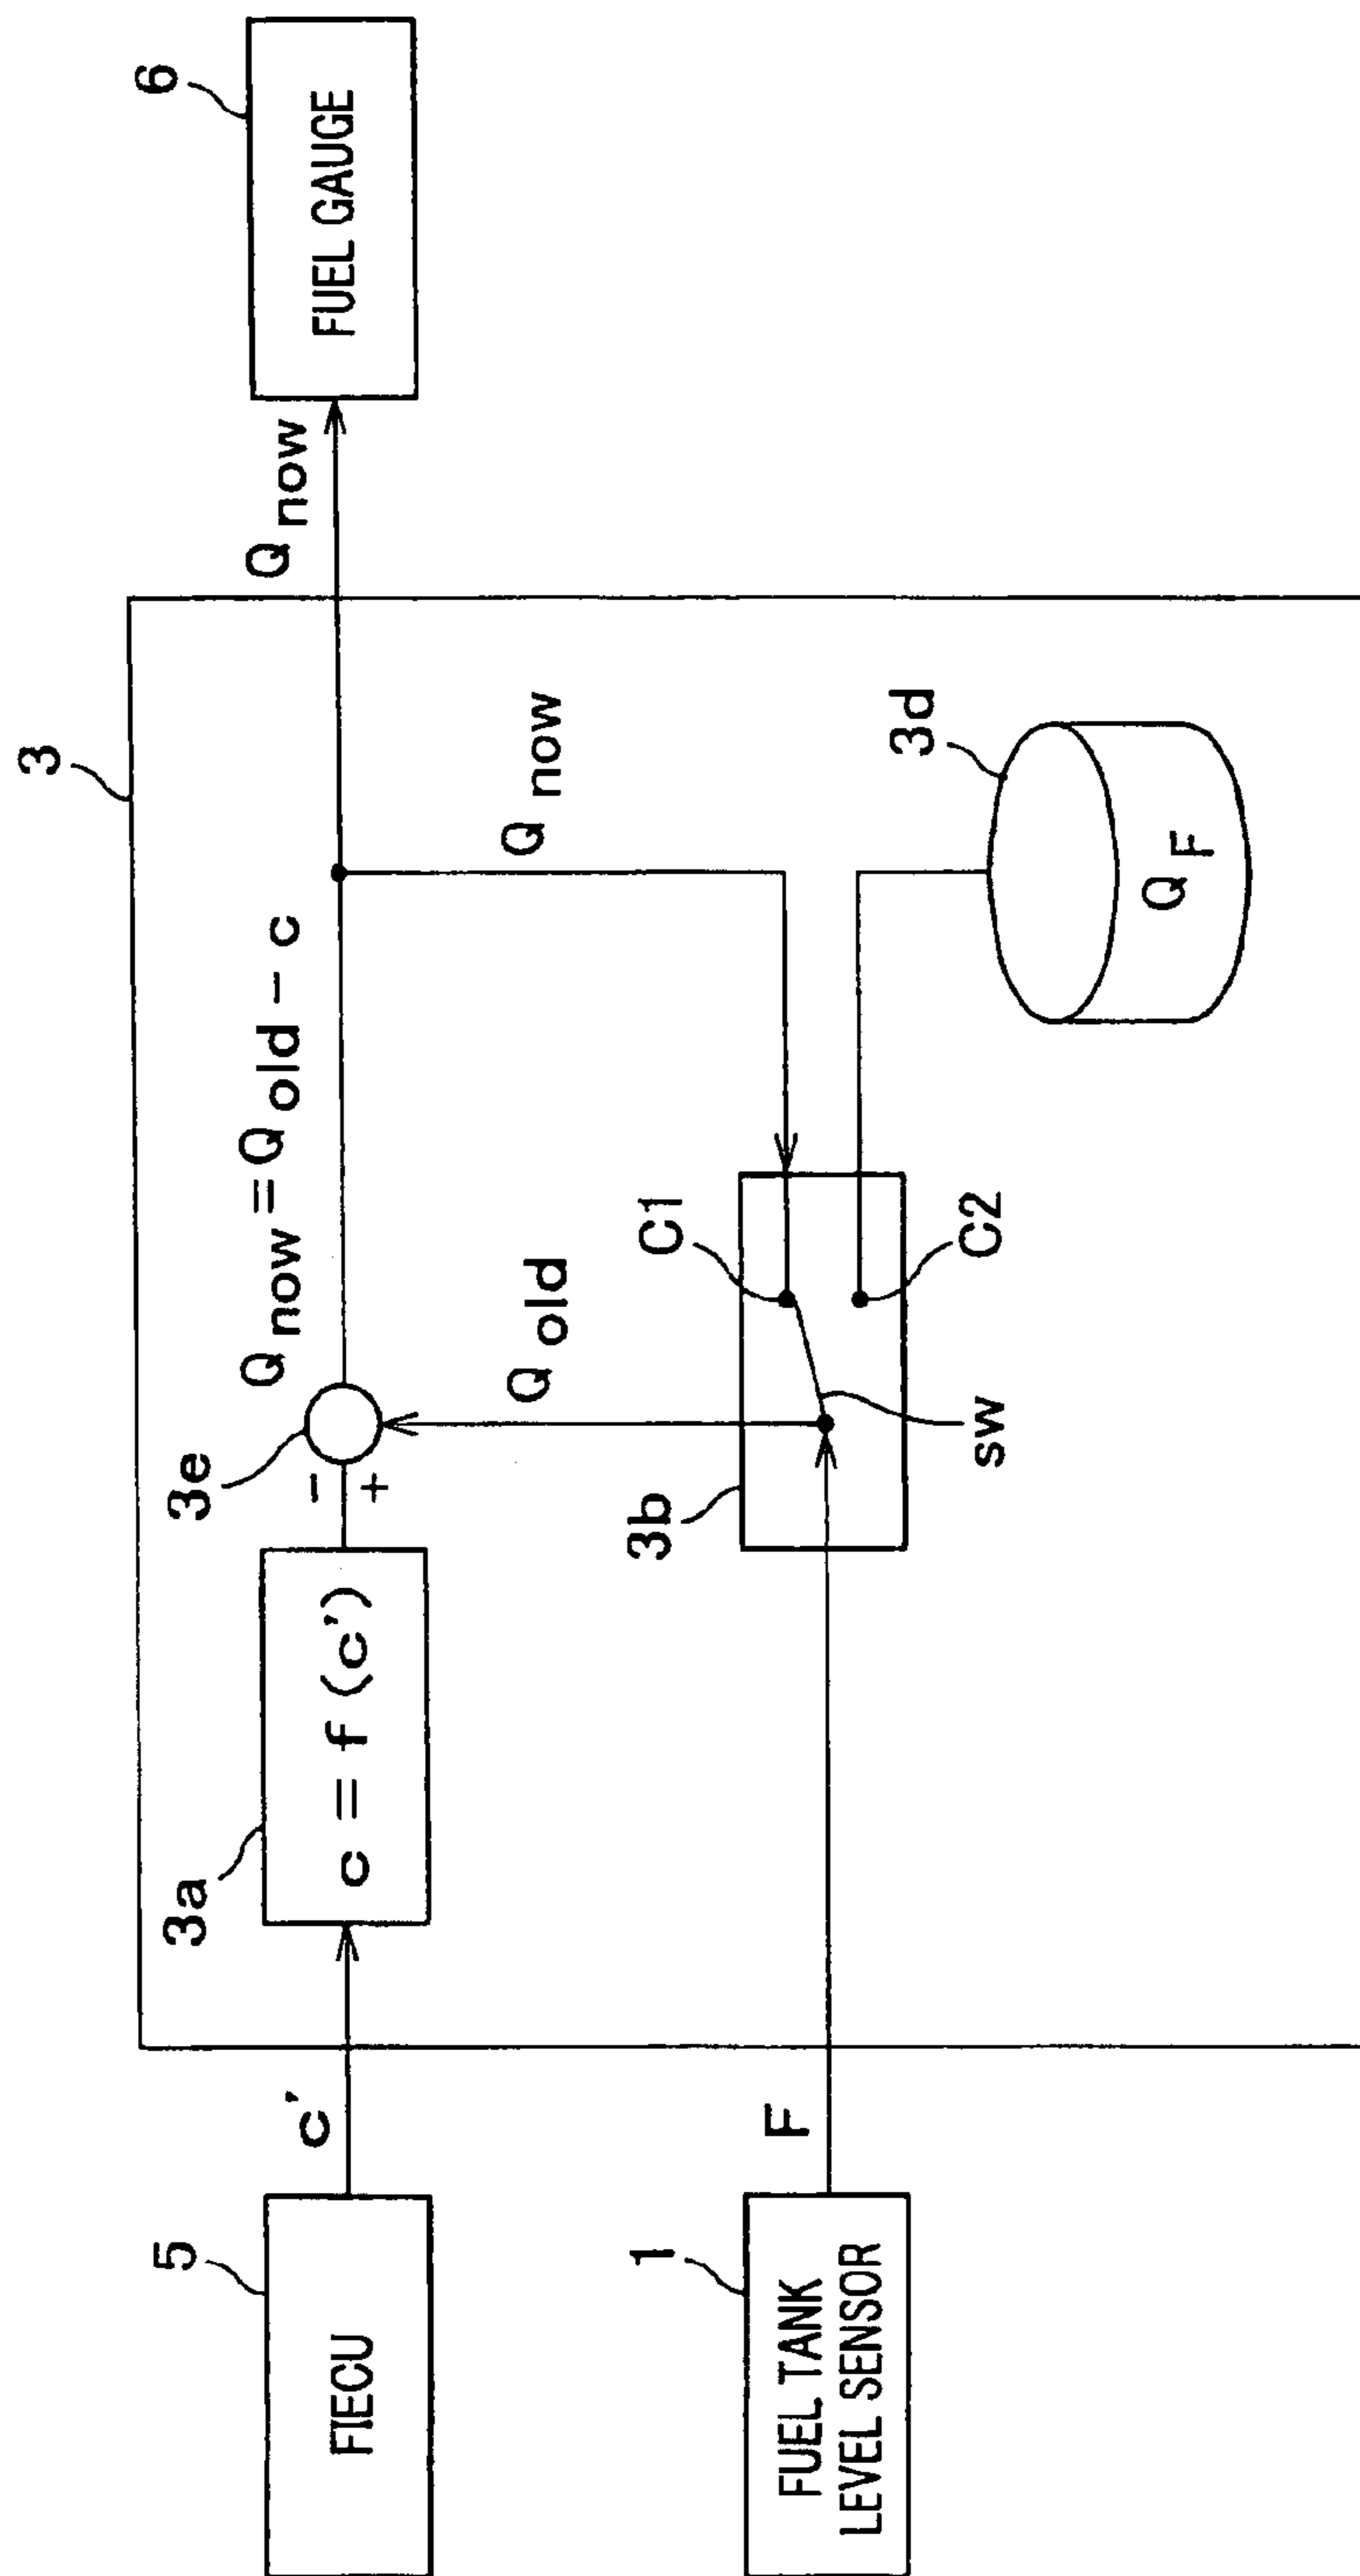 3
5
FIECU
c'
3a
c = f (c')
3e
−
+
Q now = Q old − c
Q now
6
FUEL GAUGE
Q old
Q now
1
FUEL TANK
LEVEL SENSOR
F
3b
sw
C1
C2
3d
Q F